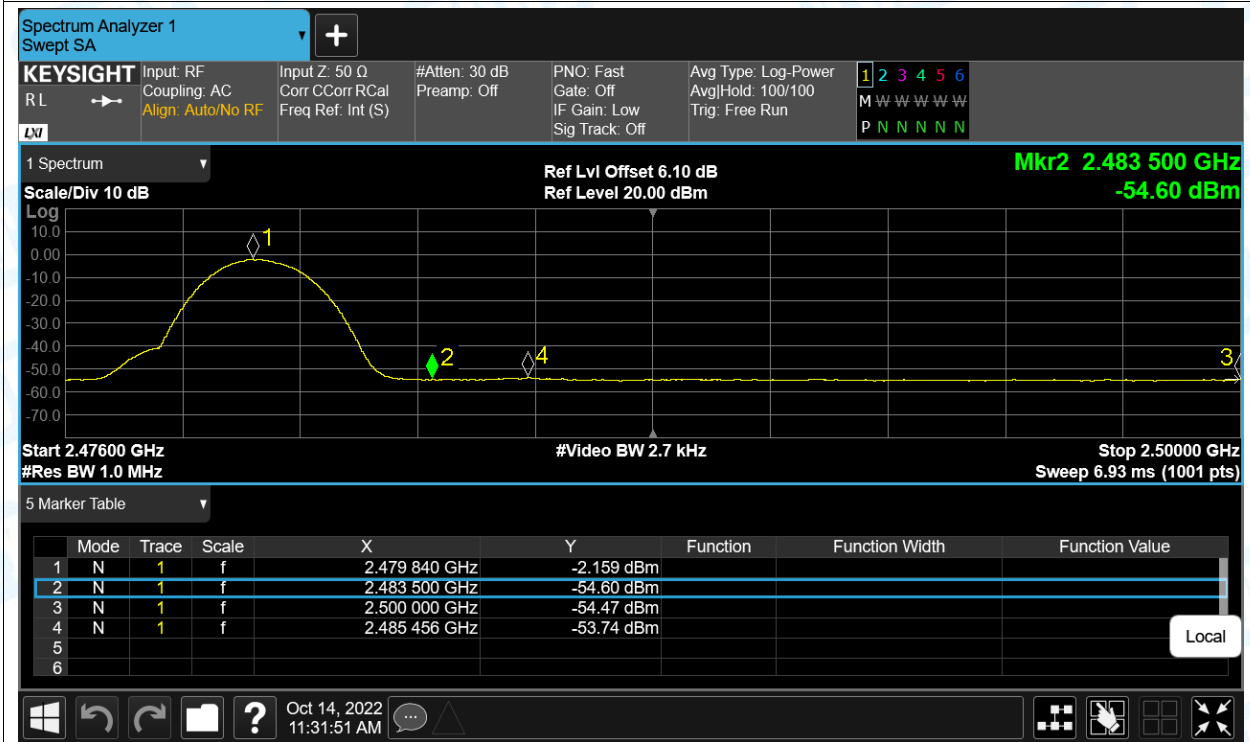 Spectrum Analyzer 1
Swept SA
+
KEYSIGHT
R L
LXI
Input: RF
Coupling: AC
Align: Auto/No RF
Input Z: 50 Ω
Corr CCorr RCal
Freq Ref: Int (S)
#Atten: 30 dB
Preamp: Off
PNO: Fast
Gate: Off
IF Gain: Low
Sig Track: Off
Avg Type: Log-Power
Avg|Hold: 100/100
Trig: Free Run
1 2 3 4 5 6
M W W W W W
P N N N N N
1 Spectrum
Scale/Div 10 dB
Ref Lvl Offset 6.10 dB
Ref Level 20.00 dBm
Mkr2 2.483 500 GHz
-54.60 dBm
Log
10.0
0.00
-10.0
-20.0
-30.0
-40.0
-50.0
-60.0
-70.0
1
2
4
3
Start 2.47600 GHz
#Video BW 2.7 kHz
Stop 2.50000 GHz
#Res BW 1.0 MHz
Sweep 6.93 ms (1001 pts)
5 Marker Table
Mode Trace Scale X Y Function Function Width Function Value
1 N 1 f 2.479 840 GHz -2.159 dBm
2 N 1 f 2.483 500 GHz -54.60 dBm
3 N 1 f 2.500 000 GHz -54.47 dBm
4 N 1 f 2.485 456 GHz -53.74 dBm
5
6
Local
?
Oct 14, 2022
11:31:51 AM